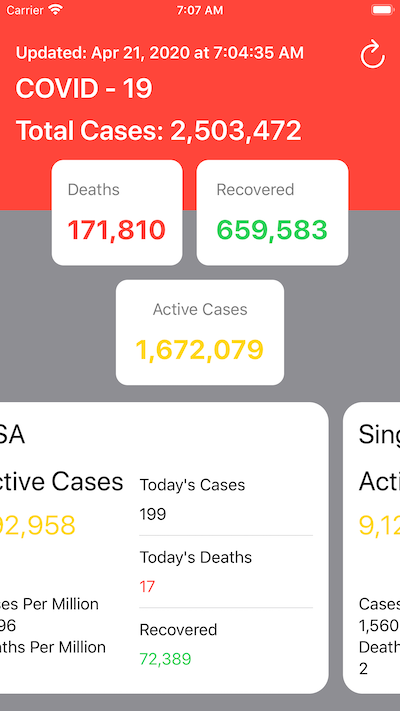 Carrier 7:07 AM
Updated: Apr 21, 2020 at 7:04:35 AM
COVID - 19
Total Cases: 2,503,472
Deaths Recovered
171,810 659,583
Active Cases
1,672,079
SA
ctive Cases
92,958
ses Per Million
96
ths Per Million
Today's Cases
199
Today's Deaths
17
Recovered
72,389
Sing
Acti
9,12
Cases
1,560
Death
2